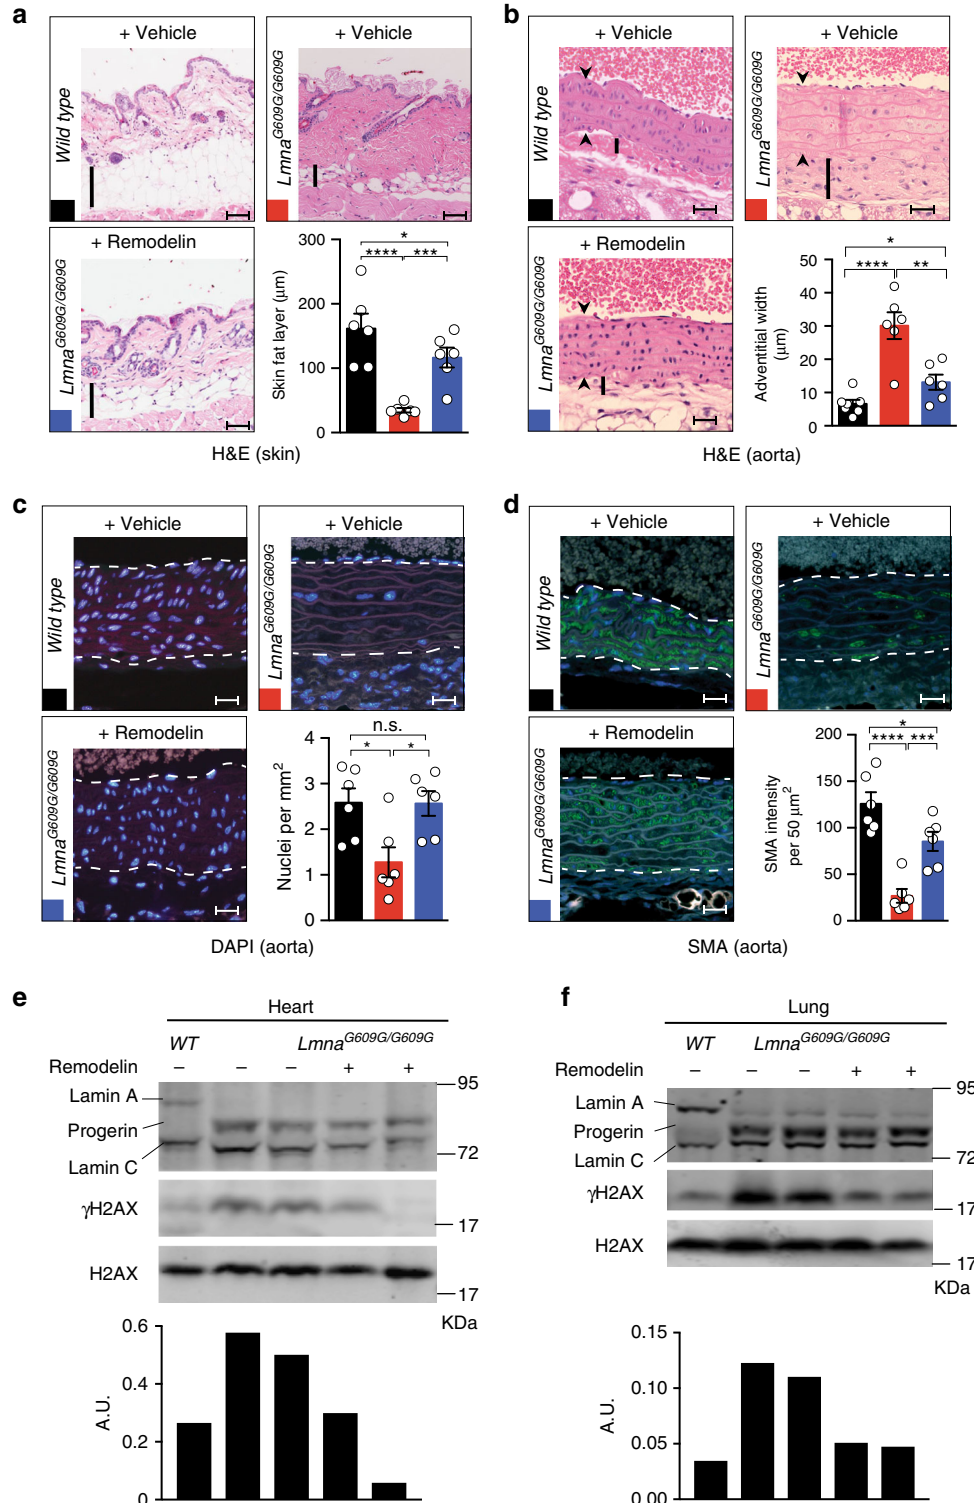 a
+ Vehicle
+ Vehicle
Wild type
Lmna^G609G/G609G
+ Remodelin
Lmna^G609G/G609G
300
200
100
0
Skin fat layer (μm)
*
**** ***
H&E (skin)
b
+ Vehicle
+ Vehicle
Wild type
Lmna^G609G/G609G
+ Remodelin
Lmna^G609G/G609G
50
40
30
20
10
0
Adventitial width
(μm)
*
**** **
H&E (aorta)
c
+ Vehicle
+ Vehicle
Wild type
Lmna^G609G/G609G
+ Remodelin
Lmna^G609G/G609G
4
3
2
1
0
Nuclei per mm²
n.s.
* *
DAPI (aorta)
d
+ Vehicle
+ Vehicle
Wild type
Lmna^G609G/G609G
+ Remodelin
Lmna^G609G/G609G
200
150
100
50
0
SMA intensity
per 50 μm²
*
**** ***
SMA (aorta)
e
Heart
WT Lmna^G609G/G609G
Remodelin – – – + +
Lamin A
Progerin
Lamin C
95
72
γH2AX
17
H2AX
17
KDa
0.6
0.4
0.2
0
A.U.
f
Lung
WT Lmna^G609G/G609G
Remodelin – – – + +
Lamin A
Progerin
Lamin C
95
72
γH2AX
17
H2AX
17
KDa
0.15
0.10
0.05
0.00
A.U.